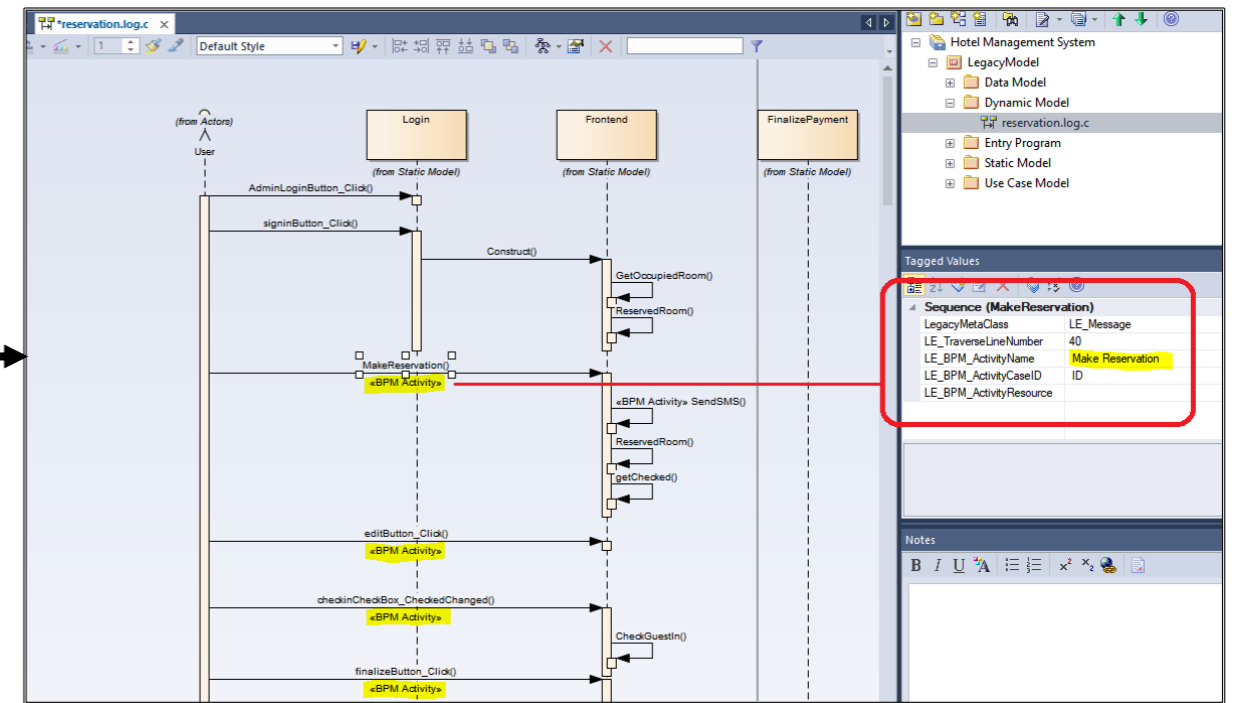 *reservation.log.c
1
Default Style
Hotel Management System
LegacyModel
Data Model
Dynamic Model
reservation.log.c
Entry Program
Static Model
Use Case Model
(from Actors)
User
Login
(from Static Model)
Frontend
(from Static Model)
FinalizePayment
(from Static Model)
AdminLoginButton_Click()
signinButton_Click()
Construct()
GetOccupiedRoom()
ReservedRoom()
MakeReservation()
«BPM Activity»
«BPM Activity» SendSMS()
ReservedRoom()
getChecked()
editButton_Click()
«BPM Activity»
checkinCheckBox_CheckedChanged()
«BPM Activity»
CheckGuestIn()
finalizeButton_Click()
«BPM Activity»
Tagged Values
Sequence (MakeReservation)
LegacyMetaClass LE_Message
LE_TraverseLineNumber 40
LE_BPM_ActivityName Make Reservation
LE_BPM_ActivityCaseID ID
LE_BPM_ActivityResource
Notes
B I U A x² x₂